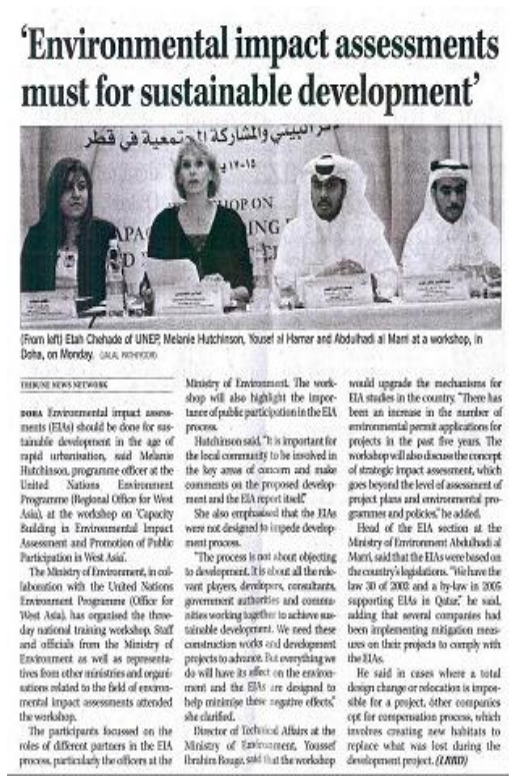 ‘Environmental impact assessments
must for sustainable development’
البيئي والمشاركة المجتمعية في قطر
١٥-١٧
(From left) Etah Chehade of UNEP, Melanie Hutchinson, Yousef al Hamar and Abdulhadi al Marri at a workshop, in
Doha, on Monday.
TRIBUNE NEWS NETWORK
DOHA Environmental impact assess-
ments (EIAs) should be done for sus-
tainable development in the age of
rapid urbanisation, said Melanie
Hutchinson, programme officer at the
United Nations Environment
Programme (Regional Office for West
Asia), at the workshop on ‘Capacity
Building in Environmental Impact
Assessment and Promotion of Public
Participation in West Asia’.
The Ministry of Environment, in col-
laboration with the United Nations
Environment Programme (Office for
West Asia), has organised the three-
day national training workshop. Staff
and officials from the Ministry of
Environment as well as representa-
tives from other ministries and organi-
sations related to the field of environ-
mental impact assessments attended
the workshop.
The participants focussed on the
roles of different partners in the EIA
process, particularly the officers at the
Ministry of Environment. The work-
shop will also highlight the impor-
tance of public participation in the EIA
process.
Hutchinson said, “It is important for
the local community to be involved in
the key areas of concern and make
comments on the proposed develop-
ment and the EIA report itself.”
She also emphasised that the EIAs
were not designed to impede develop-
ment process.
“The process is not about objecting
to development. It is about all the rele-
vant players, developers, consultants,
government authorities and commu-
nities working together to achieve sus-
tainable development. We need these
construction works and development
projects to advance. But everything we
do will have its effect on the environ-
ment and the EIAs are designed to
help minimise these negative effects,”
she clarified.
Director of Technical Affairs at the
Ministry of Environment, Youssef
Ibrahim said that the workshop
would upgrade the mechanisms for
EIA studies in the country. “There has
been an increase in the number of
environmental permit applications for
projects in the past five years. The
workshop will also discuss the concept
of strategic impact assessment, which
goes beyond the level of assessment of
project plans and environmental pro-
grammes and policies,” he added.
Head of the EIA section at the
Ministry of Environment Abdulhadi al
Marri, said that the EIAs were based on
the country’s legislations. “We have the
law 30 of 2002 and a by-law in 2005
supporting EIAs in Qatar,” he said,
adding that several companies had
been implementing mitigation meas-
ures on their projects to comply with
the EIAs.
He said in cases where a total
design change or relocation is impos-
sible for a project, other companies
opt for compensation process, which
involves creating new habitats to
replace what was lost during the
development project. (LRRD)